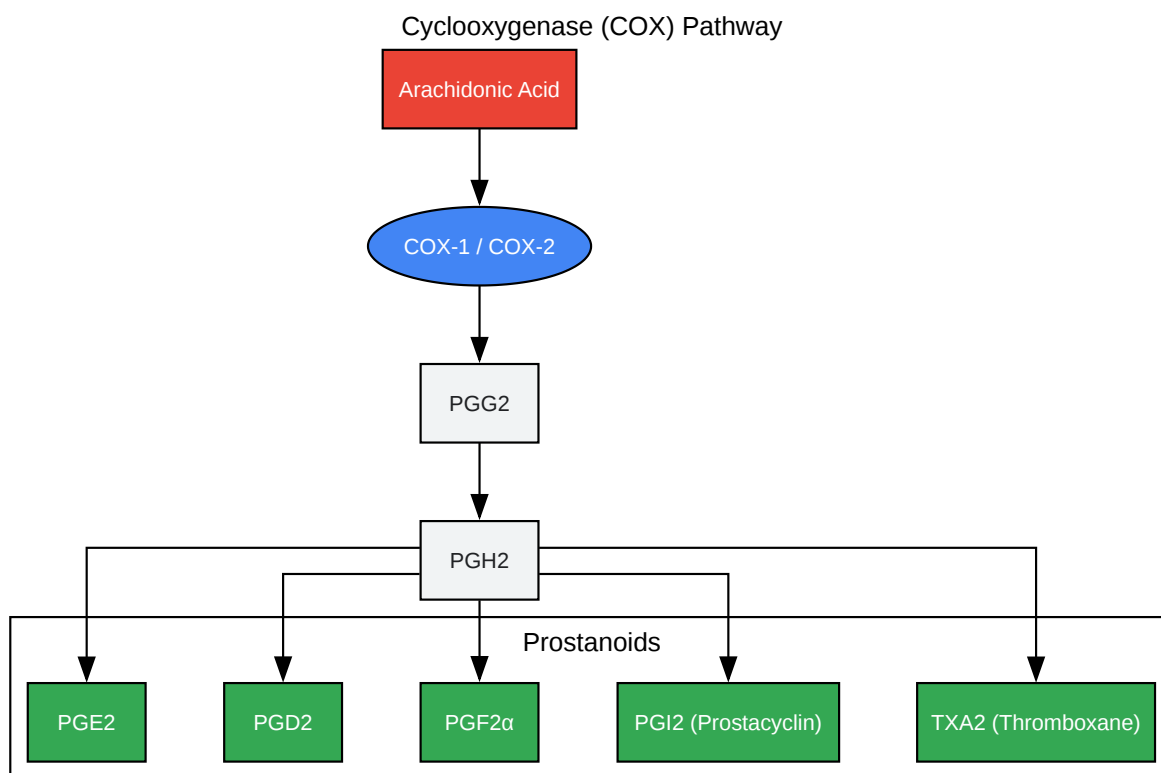 Cyclooxygenase (COX) Pathway
Arachidonic Acid
COX-1 / COX-2
PGG2
PGH2
Prostanoids
PGE2
PGD2
PGF2α
PGI2 (Prostacyclin)
TXA2 (Thromboxane)